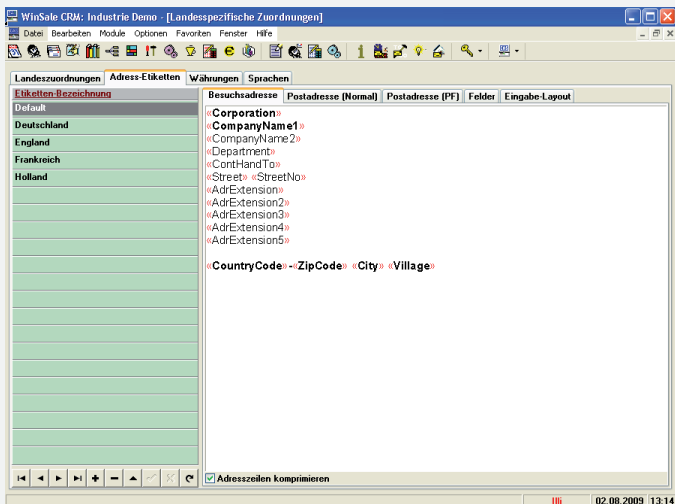 WinSale CRM: Industrie Demo - [Landesspezifische Zuordnungen]
Datei Bearbeiten Module Optionen Favoriten Fenster Hilfe
Landeszuordnungen Adress-Etiketten Währungen Sprachen
Etiketten-Bezeichnung
Default
Deutschland
England
Frankreich
Holland
Besuchsadresse Postadresse (Normal) Postadresse (PF) Felder Eingabe-Layout
«Corporation»
«CompanyName1»
«CompanyName2»
«Department»
«ContHandTo»
«Street» «StreetNo»
«AdrExtension»
«AdrExtension2»
«AdrExtension3»
«AdrExtension4»
«AdrExtension5»
«CountryCode»-«ZipCode» «City» «Village»
Adresszeilen komprimieren
Illi 02.08.2009 13:14